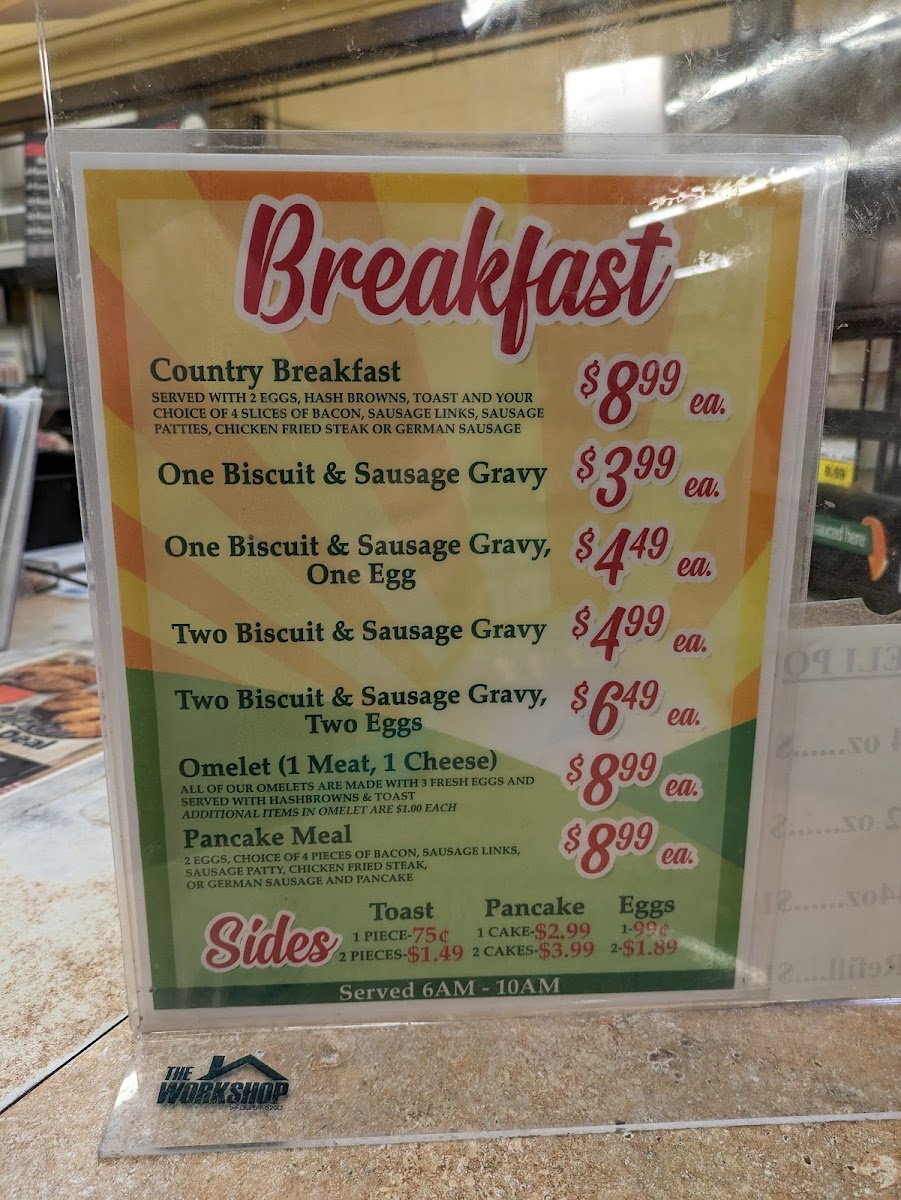 Breakfast
Country Breakfast $8.99 ea.
SERVED WITH 2 EGGS, HASH BROWNS, TOAST AND YOUR
CHOICE OF 4 SLICES OF BACON, SAUSAGE LINKS, SAUSAGE
PATTIES, CHICKEN FRIED STEAK OR GERMAN SAUSAGE
One Biscuit & Sausage Gravy $3.99 ea.
One Biscuit & Sausage Gravy, $4.49 ea.
One Egg
Two Biscuit & Sausage Gravy $4.99 ea.
Two Biscuit & Sausage Gravy, $6.49 ea.
Two Eggs
Omelet (1 Meat, 1 Cheese) $8.99 ea.
ALL OF OUR OMELETS ARE MADE WITH 3 FRESH EGGS AND
SERVED WITH HASHBROWNS & TOAST
ADDITIONAL ITEMS IN OMELET ARE $1.00 EACH
Pancake Meal $8.99 ea.
2 EGGS, CHOICE OF 4 PIECES OF BACON, SAUSAGE LINKS,
SAUSAGE PATTY, CHICKEN FRIED STEAK,
OR GERMAN SAUSAGE AND PANCAKE
Sides
Toast Pancake Eggs
1 PIECE-75¢ 1 CAKE-$2.99 1-99¢
2 PIECES-$1.49 2 CAKES-$3.99 2-$1.89
Served 6AM - 10AM
THE
WORKSHOP